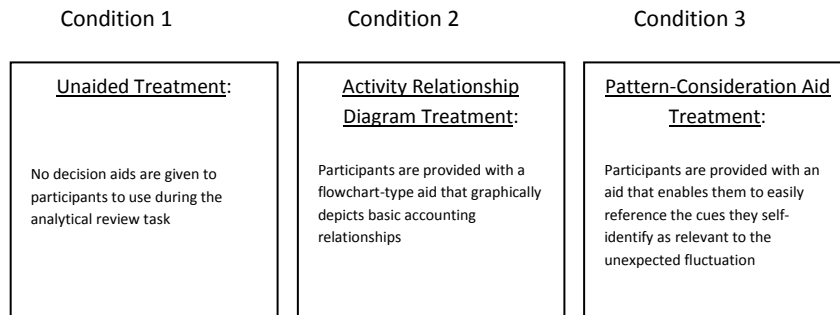 Condition 1
Condition 2
Condition 3
Unaided Treatment:
No decision aids are given to
participants to use during the
analytical review task
Activity Relationship
Diagram Treatment:
Participants are provided with a
flowchart-type aid that graphically
depicts basic accounting
relationships
Pattern-Consideration Aid
Treatment:
Participants are provided with an
aid that enables them to easily
reference the cues they self-
identify as relevant to the
unexpected fluctuation